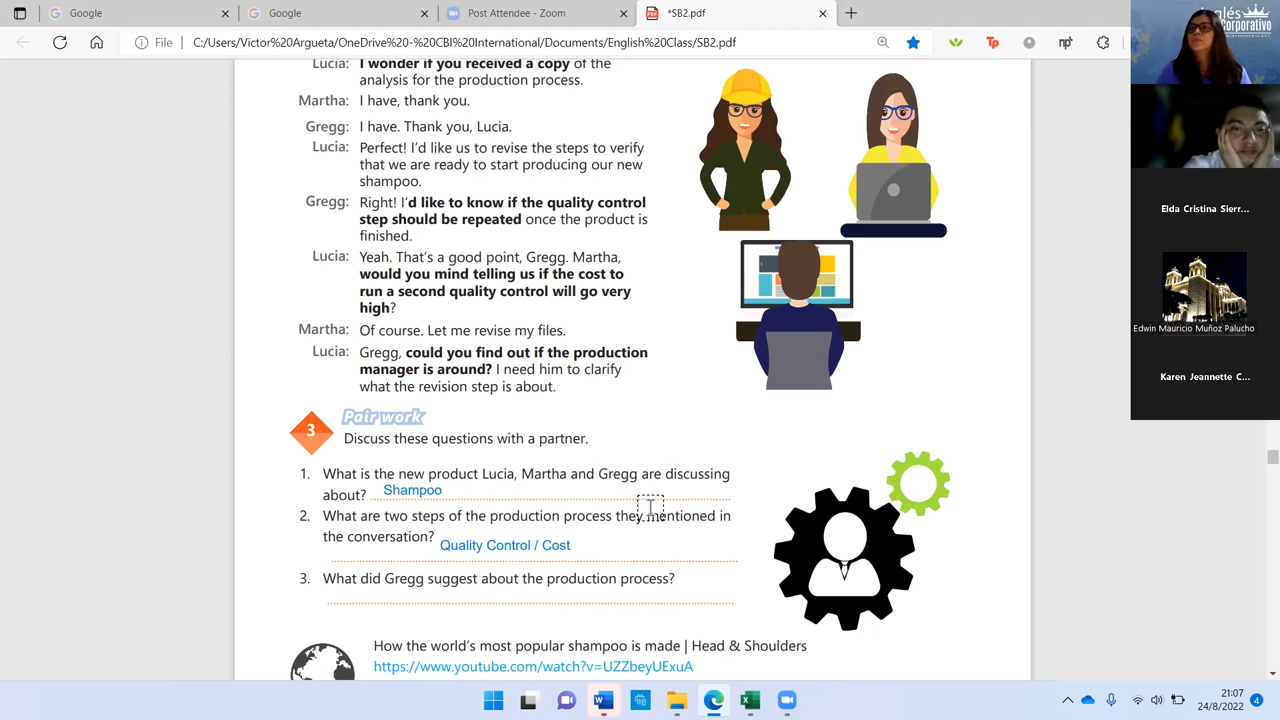 Google
Google
Post Attendee - Zoom
*SB2.pdf
File
C:/Users/Victor%20Argueta/OneDrive%20-%20CBI%20International/Documents/English%20Class/SB2.pdf
Inglés
Corporativo
Lucia: I wonder if you received a copy of the
analysis for the production process.
Martha: I have, thank you.
Gregg: I have. Thank you, Lucia.
Lucia: Perfect! I'd like us to revise the steps to verify
that we are ready to start producing our new
shampoo.
Gregg: Right! I'd like to know if the quality control
step should be repeated once the product is
finished.
Lucia: Yeah. That's a good point, Gregg. Martha,
would you mind telling us if the cost to
run a second quality control will go very
high?
Martha: Of course. Let me revise my files.
Lucia: Gregg, could you find out if the production
manager is around? I need him to clarify
what the revision step is about.
Elda Cristina Sierr...
Edwin Mauricio Muñoz Palucho
Karen Jeannette C...
3
Pair work
Discuss these questions with a partner.
1. What is the new product Lucia, Martha and Gregg are discussing
about? Shampoo
2. What are two steps of the production process they mentioned in
the conversation? Quality Control / Cost
3. What did Gregg suggest about the production process?
How the world's most popular shampoo is made | Head & Shoulders
https://www.youtube.com/watch?v=UZZbeyUExuA
21:07
24/8/2022
4